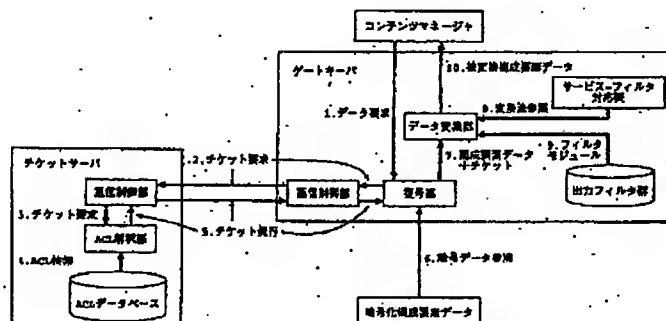 コンテンツマネージャ
ゲートキーパ
10.被変換構成要素データ
サービス-フィルタ
対応表
1.データ要求
8.変換法参照
データ変換部
9.フィルタ
モジュール
2.チケット要求
7.構成要素データ
+チケット
チケットサーバ
出力フィルタ群
通信制御部
通信制御部
復号部
3.チケット要求
5.チケット発行
ACL解釈部
4.ACL検索
6.暗号データ参照
ACLデータベース
暗号化構成要素データ